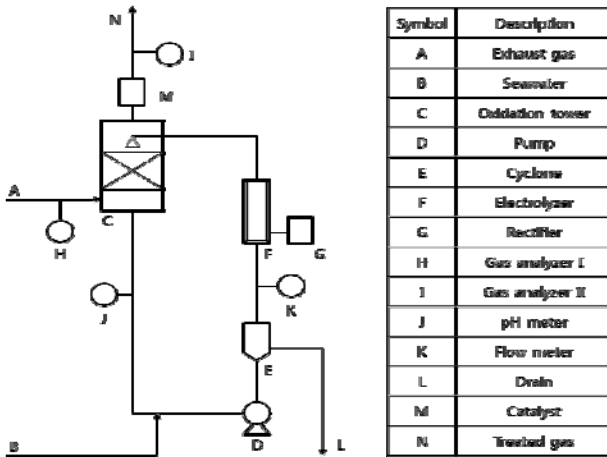 N
I
M
A
C
H
F
G
J
K
E
B
D
L
Symbol Description
A Exhaust gas
B Seawater
C Oxidation tower
D Pump
E Cyclone
F Electrolyzer
G Rectifier
H Gas analyzer I
I Gas analyzer II
J pH meter
K Flow meter
L Drain
M Catalyst
N Treated gas